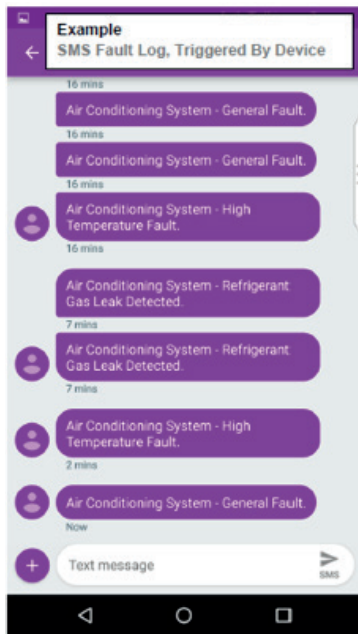 Example
SMS Fault Log, Triggered By Device
16 mins
Air Conditioning System - General Fault.
16 mins
Air Conditioning System - General Fault.
16 mins
Air Conditioning System - High
Temperature Fault.
16 mins
Air Conditioning System - Refrigerant
Gas Leak Detected.
7 mins
Air Conditioning System - Refrigerant
Gas Leak Detected.
7 mins
Air Conditioning System - High
Temperature Fault.
2 mins
Air Conditioning System - General Fault.
Now
+ Text message
SMS